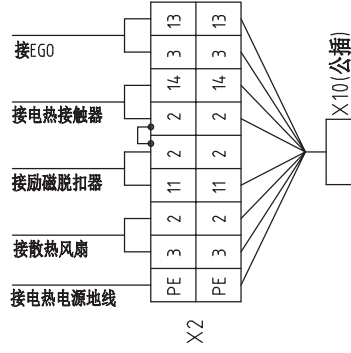 接EGO
接电热接触器
接励磁脱扣器
接散热风扇
接电热电源地线
13 13
3 3
14 14
2 2
2 2
11 11
2 2
3 3
PE PE
X2
X10(公插)